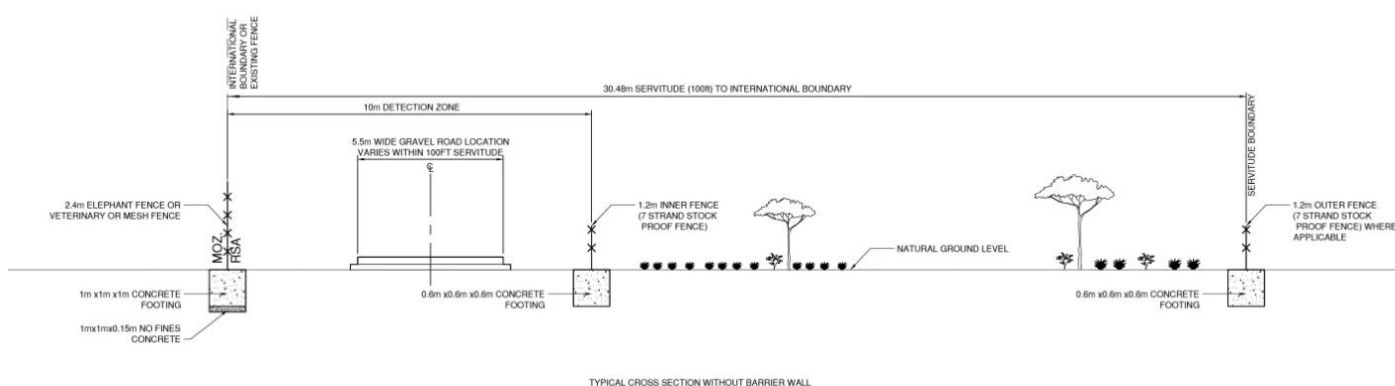 INTERNATIONAL
BOUNDARY OR
EXISTING FENCE
30.48m SERVITUDE (100ft) TO INTERNATIONAL BOUNDARY
SERVITUDE BOUNDARY
10m DETECTION ZONE
5.5m WIDE GRAVEL ROAD LOCATION
VARIES WITHIN 100FT SERVITUDE
℄
2.4m ELEPHANT FENCE OR
VETERINARY OR MESH FENCE
MOZ.
RSA
1.2m INNER FENCE
(7 STRAND STOCK
PROOF FENCE)
NATURAL GROUND LEVEL
1.2m OUTER FENCE
(7 STRAND STOCK
PROOF FENCE) WHERE
APPLICABLE
1m x1m x1m CONCRETE
FOOTING
0.6m x0.6m x0.6m CONCRETE
FOOTING
0.6m x0.6m x0.6m CONCRETE
FOOTING
1mx1mx0.15m NO FINES
CONCRETE
TYPICAL CROSS SECTION WITHOUT BARRIER WALL